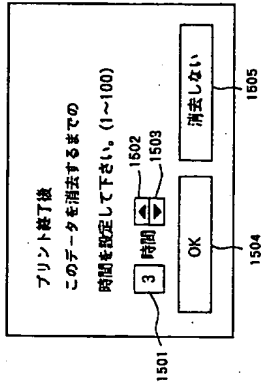 プリント終了後
このデータを消去するまでの
時間を設定して下さい。(1～100)
3 時間 ▲ ▼
1501
1502
1503
OK
消去しない
1504
1505